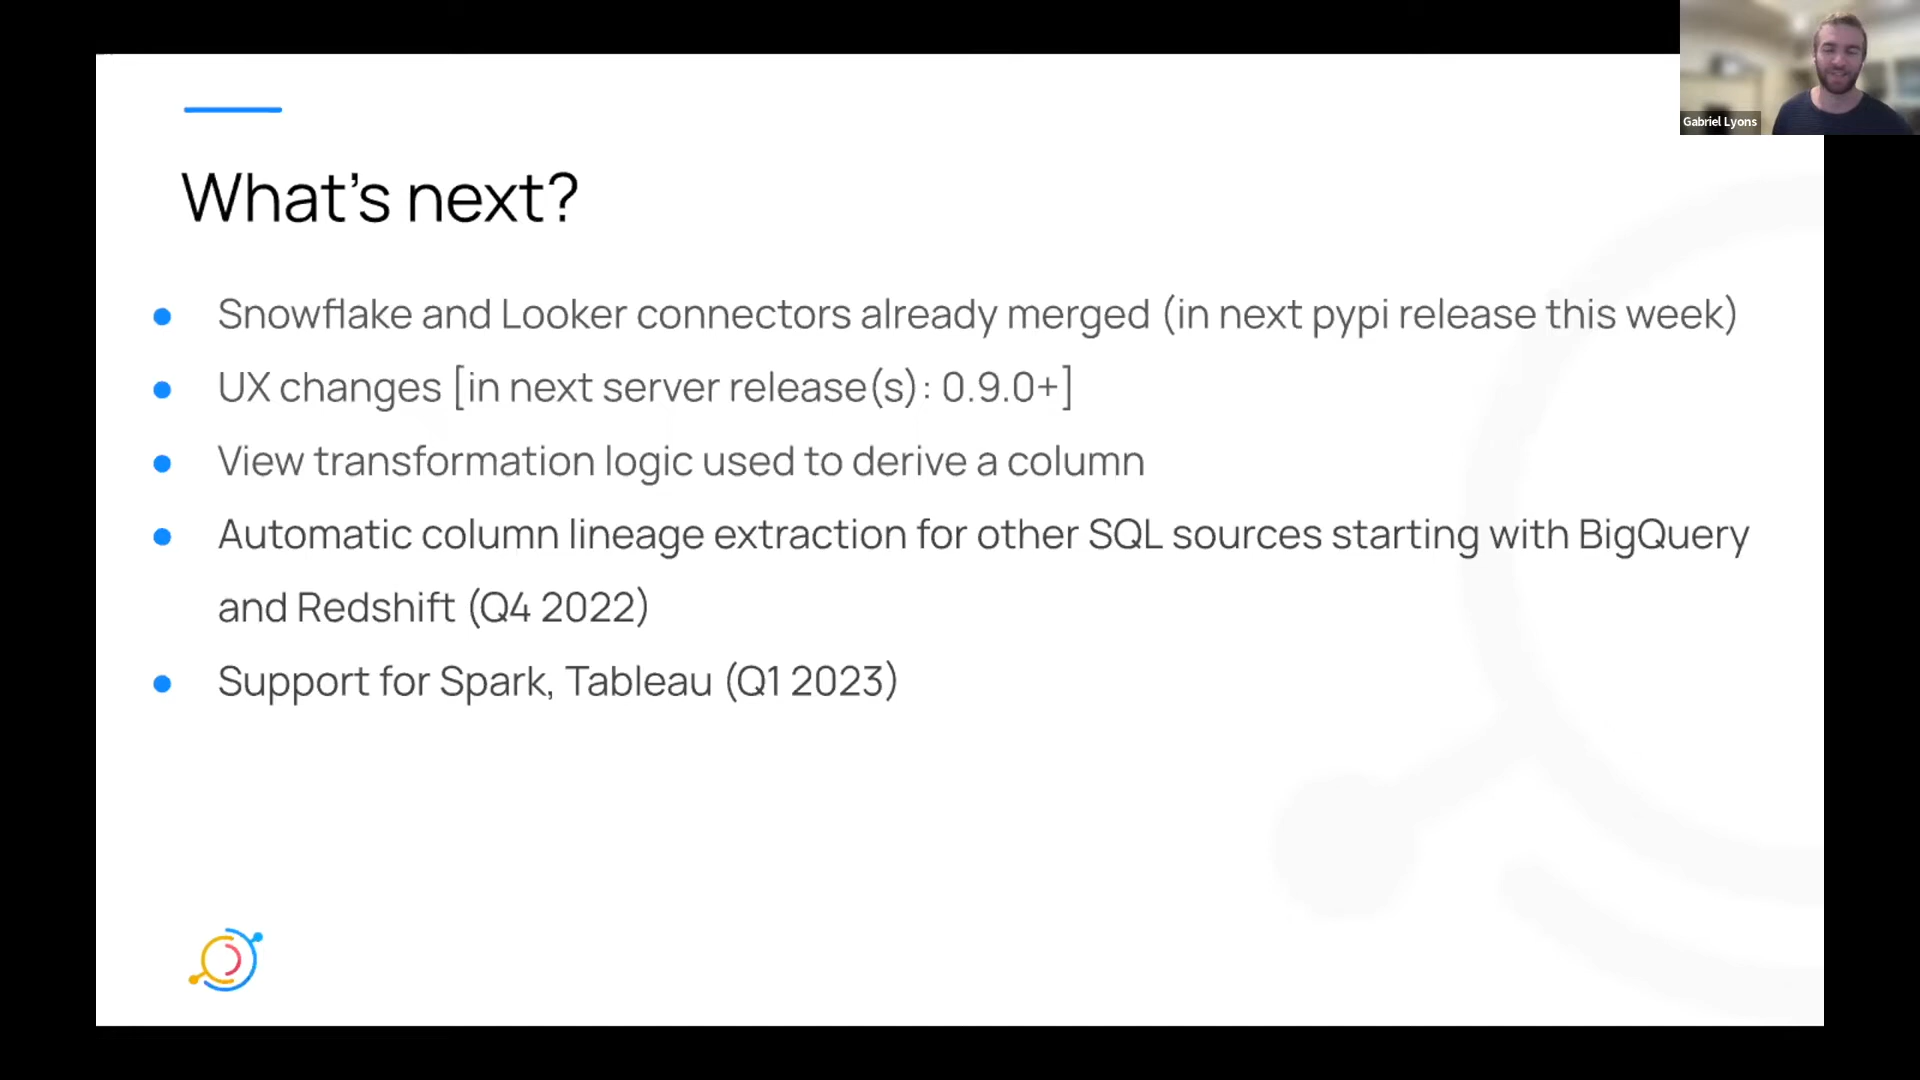 Gabriel Lyons
What's next?
Snowflake and Looker connectors already merged (in next pypi release this week)
UX changes [in next server release(s): 0.9.0+]
View transformation logic used to derive a column
Automatic column lineage extraction for other SQL sources starting with BigQuery
and Redshift (Q4 2022)
Support for Spark, Tableau (Q1 2023)